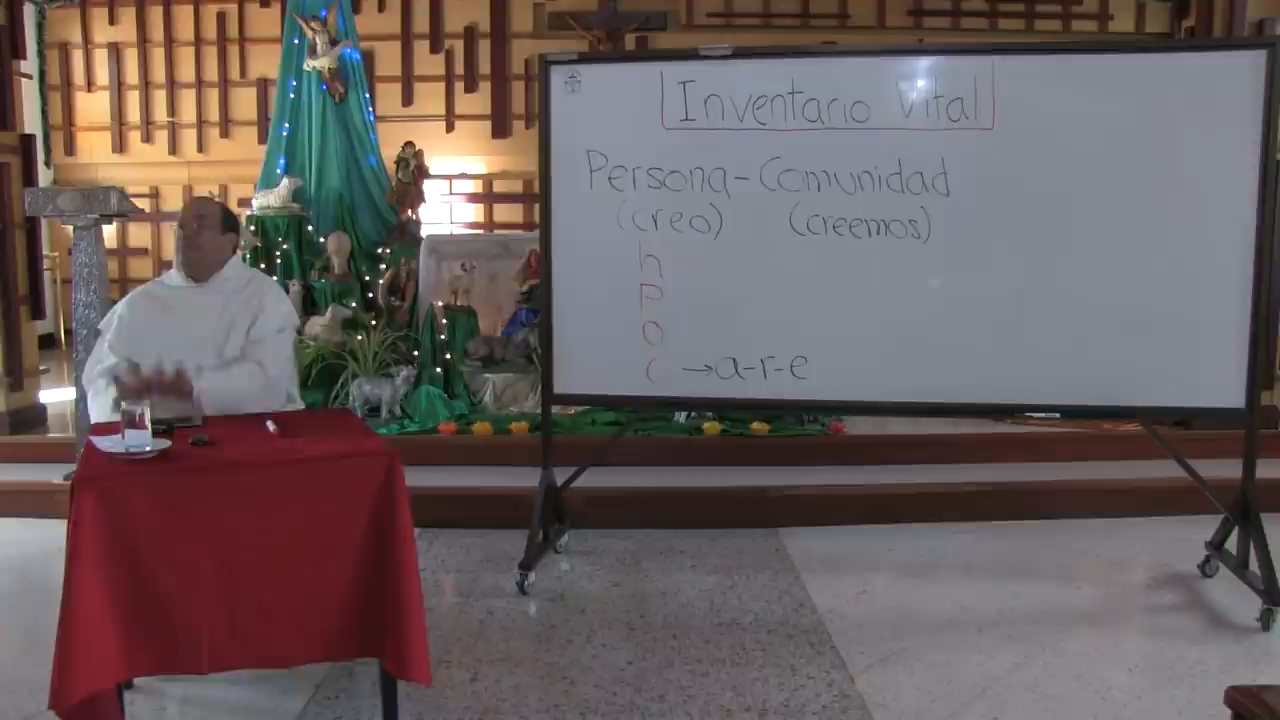 Inventario Vital
Persona - Comunidad
(creo) (creemos)
h
P
O
C → a-r-e